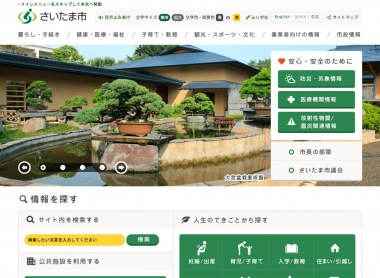 メインメニューをスキップして本文へ移動
さいたま市
音声よみあげ
文字サイズ
標準
拡大
文字色・背景色
ふりがな
English
한국어
中文
サイトマップ
暮らし・手続き
健康・医療・福祉
子育て・教育
観光・スポーツ・文化
事業者向けの情報
市政情報
安心・安全のために
防災・気象情報
医療機関情報
放射性物質/
震災関連情報
市長の部屋
さいたま市議会
大宮盆栽美術館
情報を探す
サイト内を検索する
検索したい文言を入力してください
検索
公共施設を利用する
人生のできごとから探す
妊娠/出産
育児/子育て
入学/教育
住まい/引越し